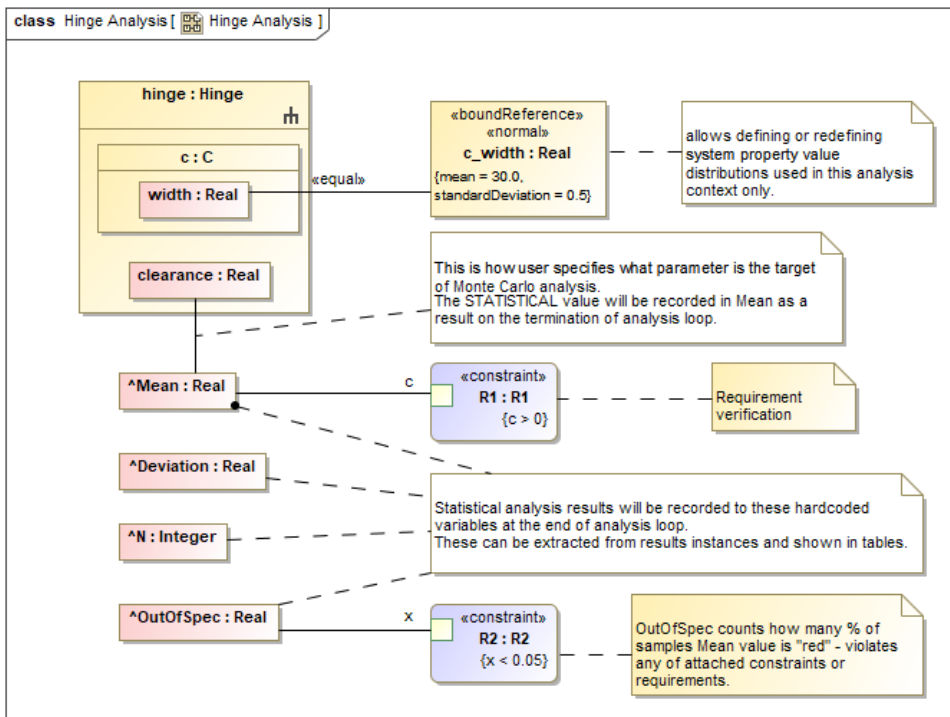 class Hinge Analysis [ Hinge Analysis ]
hinge : Hinge
c : C
width : Real
«equal»
«boundReference»
«normal»
c_width : Real
{mean = 30.0,
standardDeviation = 0.5}
allows defining or redefining
system property value
distributions used in this analysis
context only.
clearance : Real
This is how user specifies what parameter is the target
of Monte Carlo analysis.
The STATISTICAL value will be recorded in Mean as a
result on the termination of analysis loop.
^Mean : Real
c
«constraint»
R1 : R1
{c > 0}
Requirement
verification
^Deviation : Real
^N : Integer
Statistical analysis results will be recorded to these hardcoded
variables at the end of analysis loop.
These can be extracted from results instances and shown in tables.
^OutOfSpec : Real
x
«constraint»
R2 : R2
{x < 0.05}
OutOfSpec counts how many % of
samples Mean value is "red" - violates
any of attached constraints or
requirements.